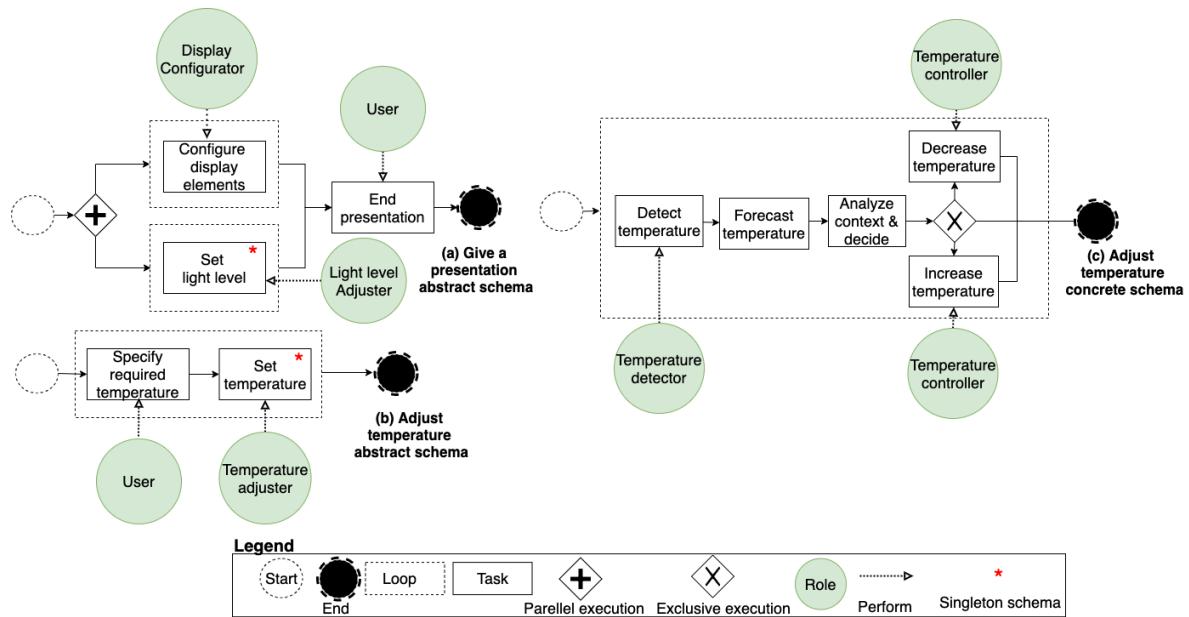 Display
Configurator
User
Configure
display
elements
End
presentation
Set
light level
*
Light level
Adjuster
(a) Give a
presentation
abstract schema
Specify
required
temperature
Set
temperature
*
User
Temperature
adjuster
(b) Adjust
temperature
abstract schema
Temperature
controller
Decrease
temperature
Detect
temperature
Forecast
temperature
Analyze
context &
decide
X
Increase
temperature
Temperature
detector
Temperature
controller
(c) Adjust
temperature
concrete schema
Legend
Start
End
Loop
Task
Parellel execution
X
Exclusive execution
Role
Perform
*
Singleton schema